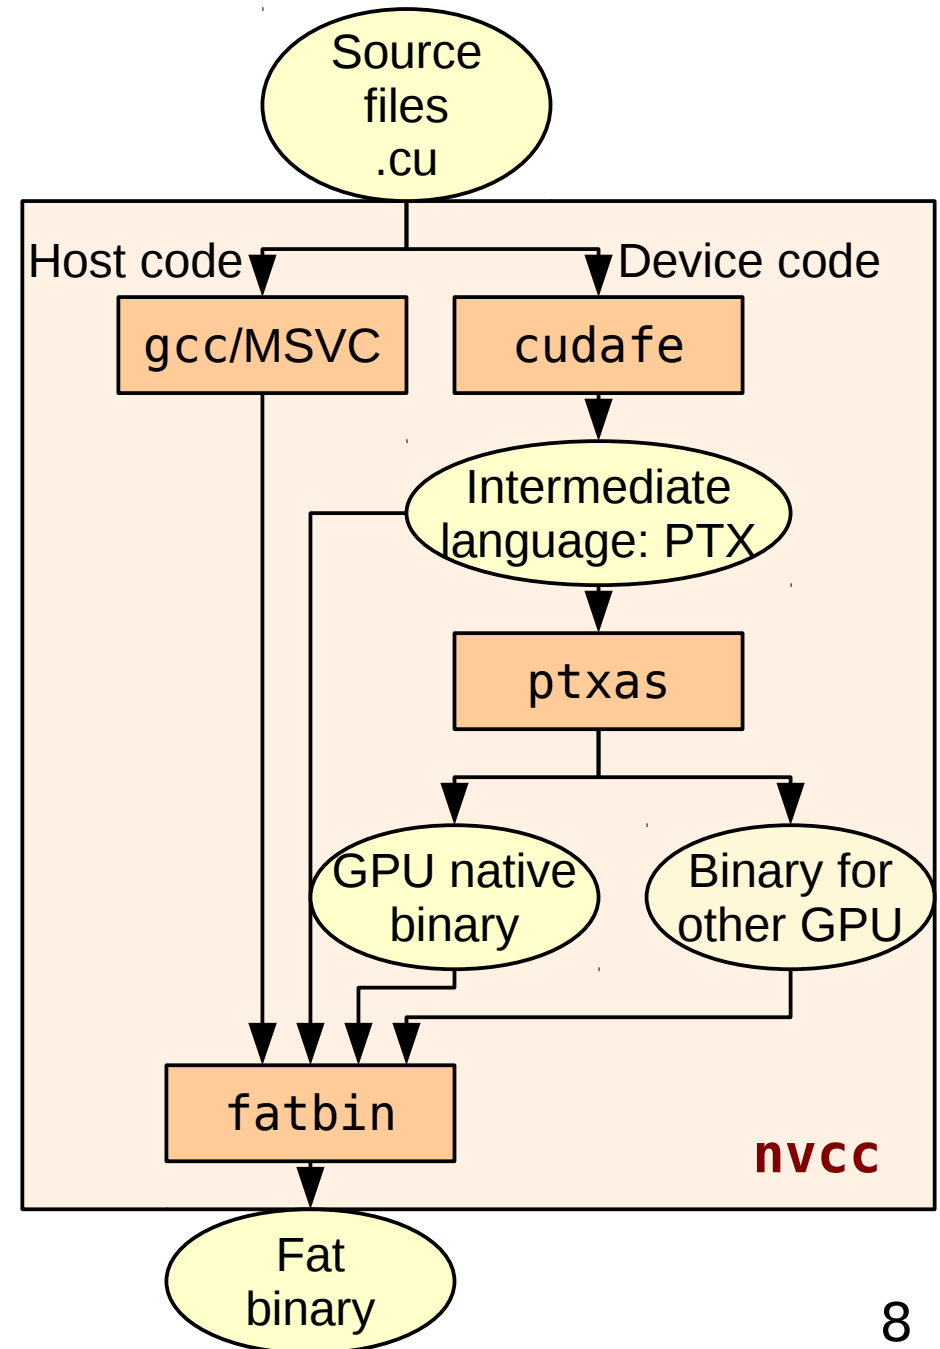 Source
files
.cu
Host code
Device code
gcc/MSVC
cudafe
Intermediate
language: PTX
ptxas
GPU native
binary
Binary for
other GPU
fatbin
nvcc
Fat
binary
8